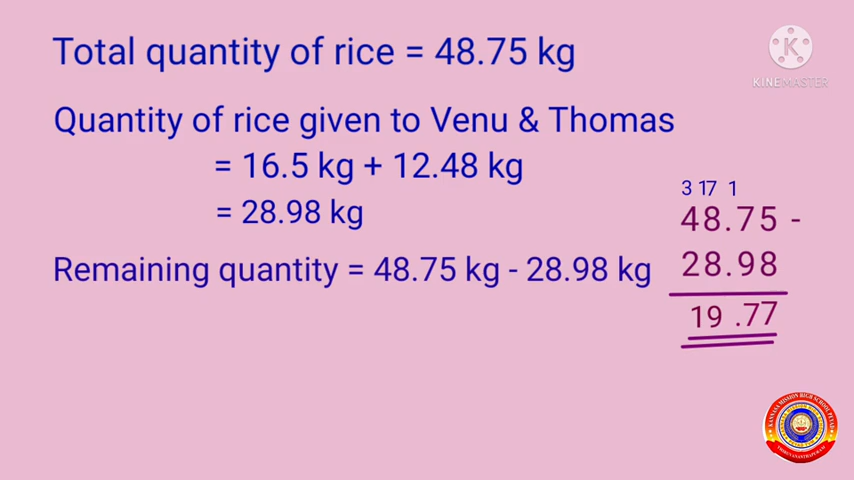 Total quantity of rice = 48.75 kg
KINEMASTER
Quantity of rice given to Venu & Thomas
= 16.5 kg + 12.48 kg
= 28.98 kg
Remaining quantity = 48.75 kg - 28.98 kg
3 17 1
48.75 -
28.98
19.77